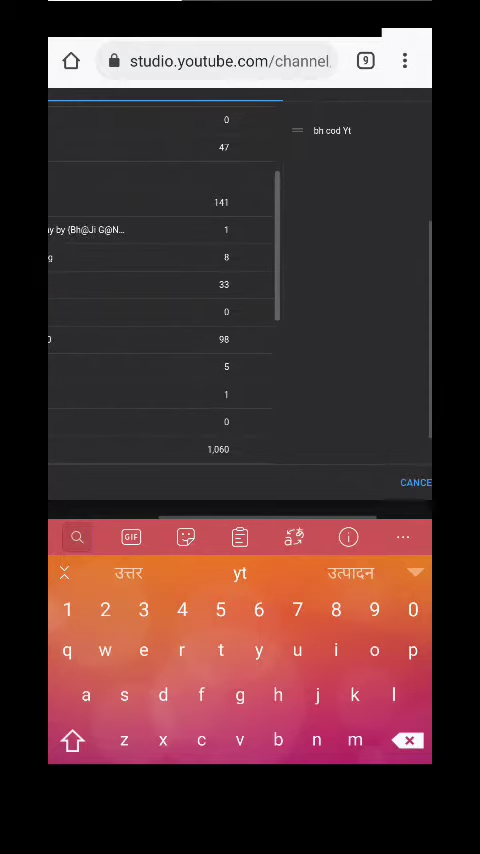 studio.youtube.com/channel
9
0
bh cod Yt
47
141
ay by {Bh@Ji G@N...
1
g
8
33
0
98
5
1
0
1,060
CANCE
GIF
उत्तर yt उत्पादन
1 2 3 4 5 6 7 8 9 0
q w e r t y u i o p
a s d f g h j k l
z x c v b n m